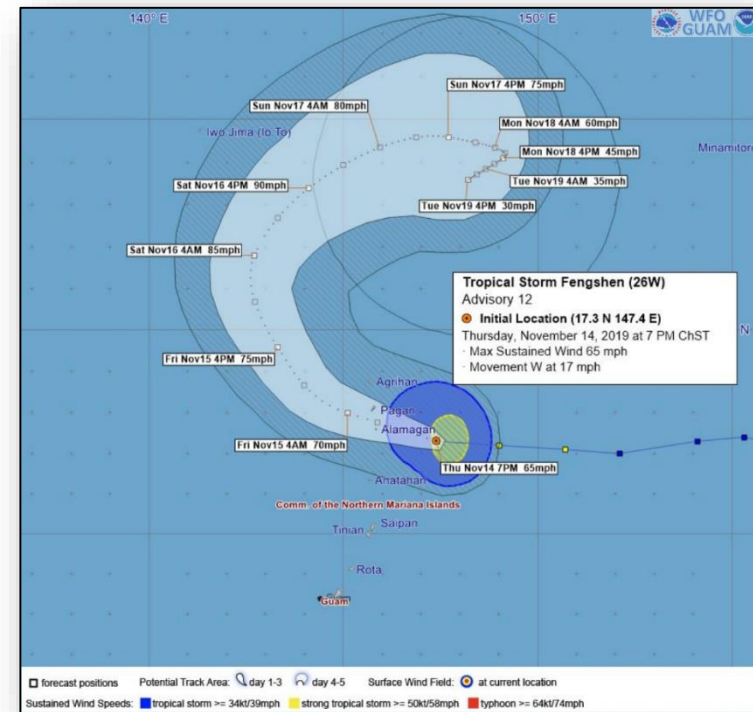 140° E
150° E
WFO
GUAM
Sun Nov17 4PM 75mph
Sun Nov17 4AM 80mph
Mon Nov18 4AM 60mph
Iwo Jima (Io To)
Minamitori
Mon Nov18 4PM 45mph
Tue Nov19 4AM 35mph
Sat Nov16 4PM 90mph
Tue Nov19 4PM 30mph
Sat Nov16 4AM 85mph
Tropical Storm Fengshen (26W)
Advisory 12
Initial Location (17.3 N 147.4 E)
Thursday, November 14, 2019 at 7 PM ChST
· Max Sustained Wind 65 mph
· Movement W at 17 mph
N
Fri Nov15 4PM 75mph
Agrihan
Pagan
Alamagan
Fri Nov15 4AM 70mph
Thu Nov14 7PM 65mph
Anatahan
Comm. of the Northern Mariana Islands
Saipan
Tinian
Rota
Guam
forecast positions Potential Track Area: day 1-3 day 4-5 Surface Wind Field: at current location
Sustained Wind Speeds: tropical storm >= 34kt/39mph strong tropical storm >= 50kt/58mph typhoon >= 64kt/74mph